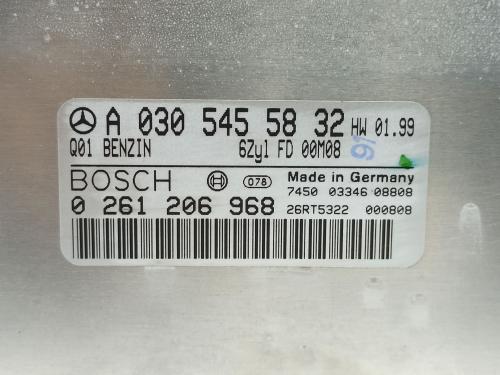 A 030 545 58 32 HW 01.99
Q01 BENZIN 6Zyl FD 00M08 91
BOSCH 078 Made in Germany
7450 03346 08808
0 261 206 968 26RT5322 000808